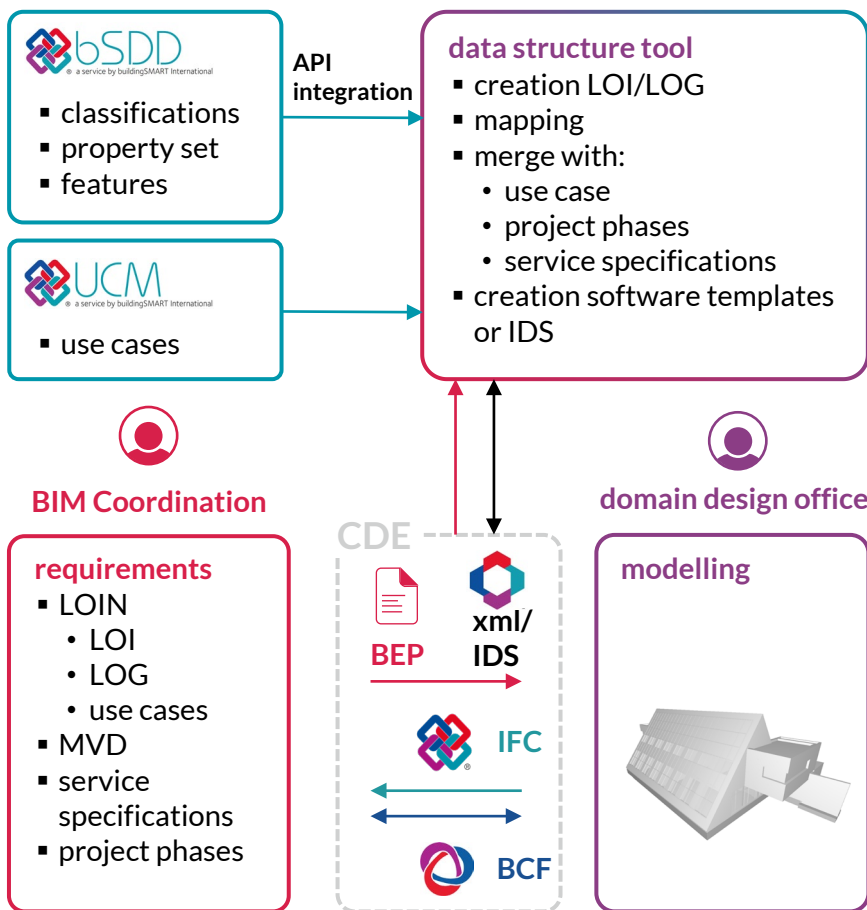 bSDD
® a service by buildingSMART International
▪ classifications
▪ property set
▪ features
API
integration
data structure tool
▪ creation LOI/LOG
▪ mapping
▪ merge with:
• use case
• project phases
• service specifications
▪ creation software templates
or IDS
UCM
® a service by buildingSMART International
▪ use cases
BIM Coordination
domain design office
requirements
▪ LOIN
• LOI
• LOG
• use cases
▪ MVD
▪ service
specifications
▪ project phases
CDE
BEP
xml/
IDS
IFC
®
BCF
modelling